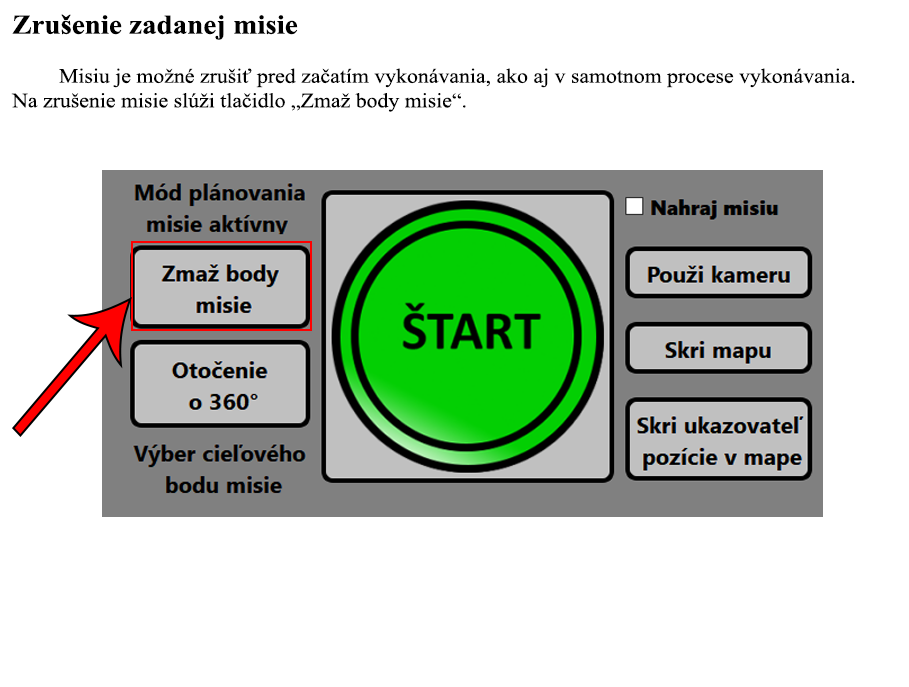 Zrušenie zadanej misie
Misiu je možné zrušiť pred začatím vykonávania, ako aj v samotnom procese vykonávania.
Na zrušenie misie slúži tlačidlo „Zmaž body misie“.
Mód plánovania
misie aktívny
Zmaž body
misie
Otočenie
o 360°
Výber cieľového
bodu misie
ŠTART
Nahraj misiu
Použi kameru
Skri mapu
Skri ukazovateľ
pozície v mape